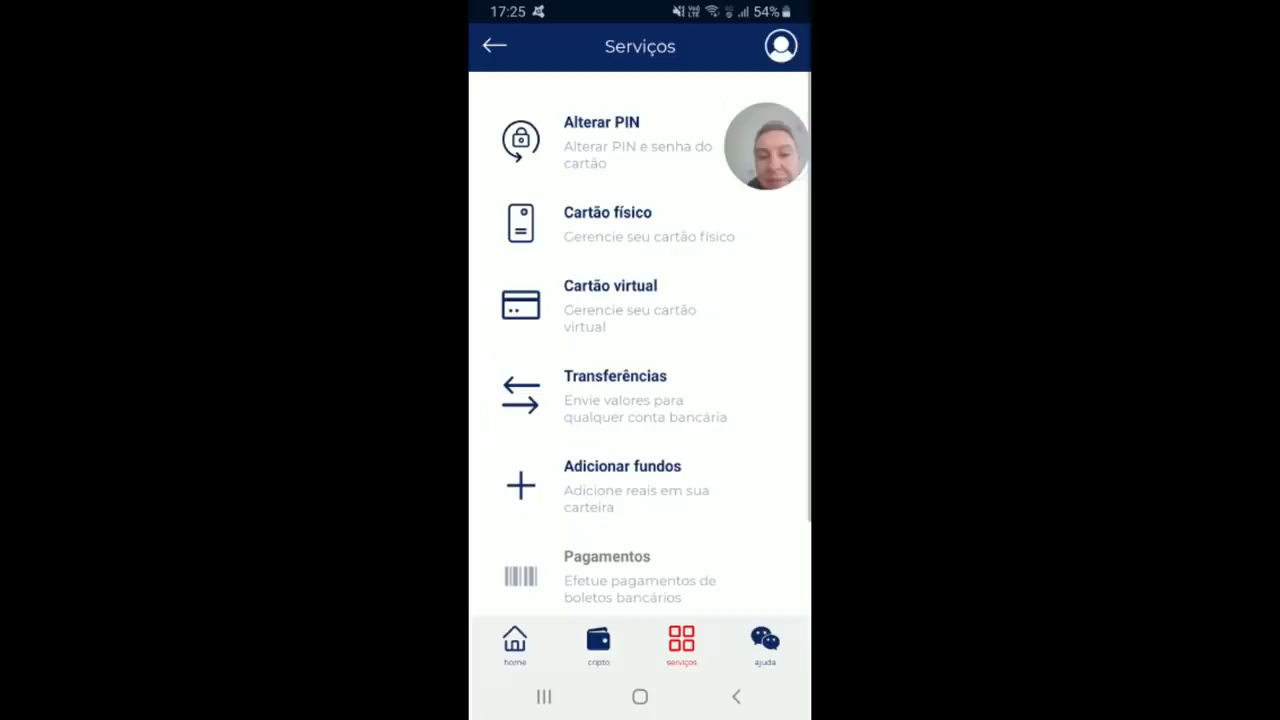 17:25
54%
Serviços
Alterar PIN
Alterar PIN e senha do
cartão
Cartão físico
Gerencie seu cartão físico
Cartão virtual
Gerencie seu cartão
virtual
Transferências
Envie valores para
qualquer conta bancária
Adicionar fundos
Adicione reais em sua
carteira
Pagamentos
Efetue pagamentos de
boletos bancários
home
cripto
serviços
ajuda